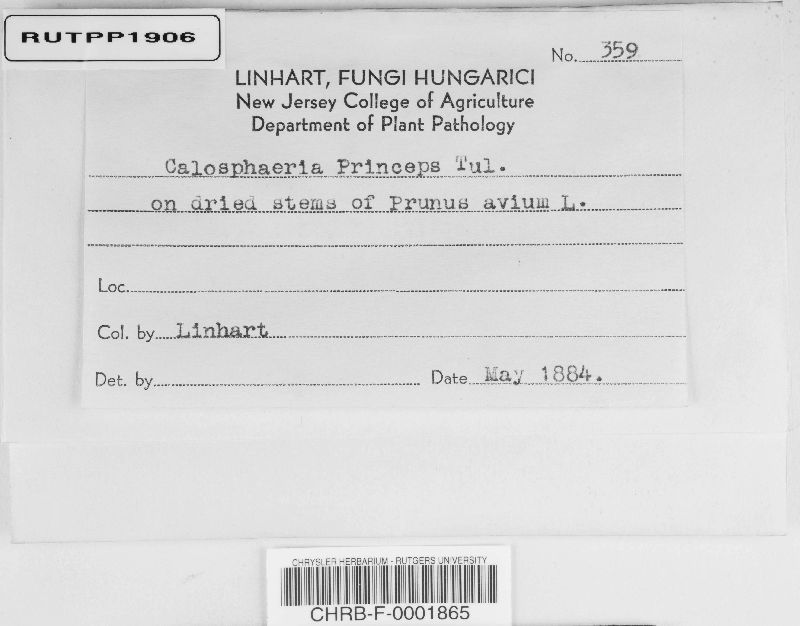 RUTPP1906
No. 359
LINHART, FUNGI HUNGARICI
New Jersey College of Agriculture
Department of Plant Pathology
Calosphaeria Princeps Tul.
on dried stems of Prunus avium L.
Loc.
Col. by Linhart
Det. by Date May 1884.
CHRYSLER HERBARIUM - RUTGERS UNIVERSITY
CHRB-F-0001865